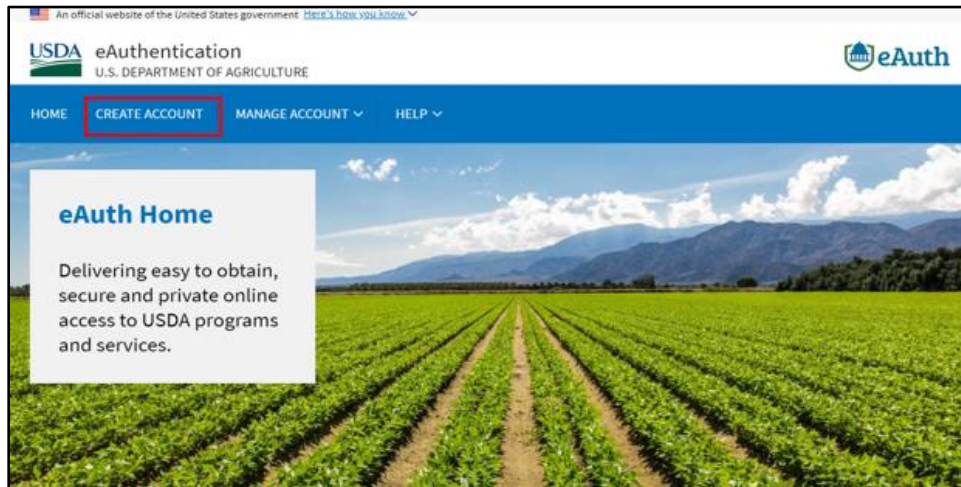 An official website of the United States government Here's how you know
USDA eAuthentication
U.S. DEPARTMENT OF AGRICULTURE
eAuth
HOME CREATE ACCOUNT MANAGE ACCOUNT HELP
eAuth Home
Delivering easy to obtain,
secure and private online
access to USDA programs
and services.